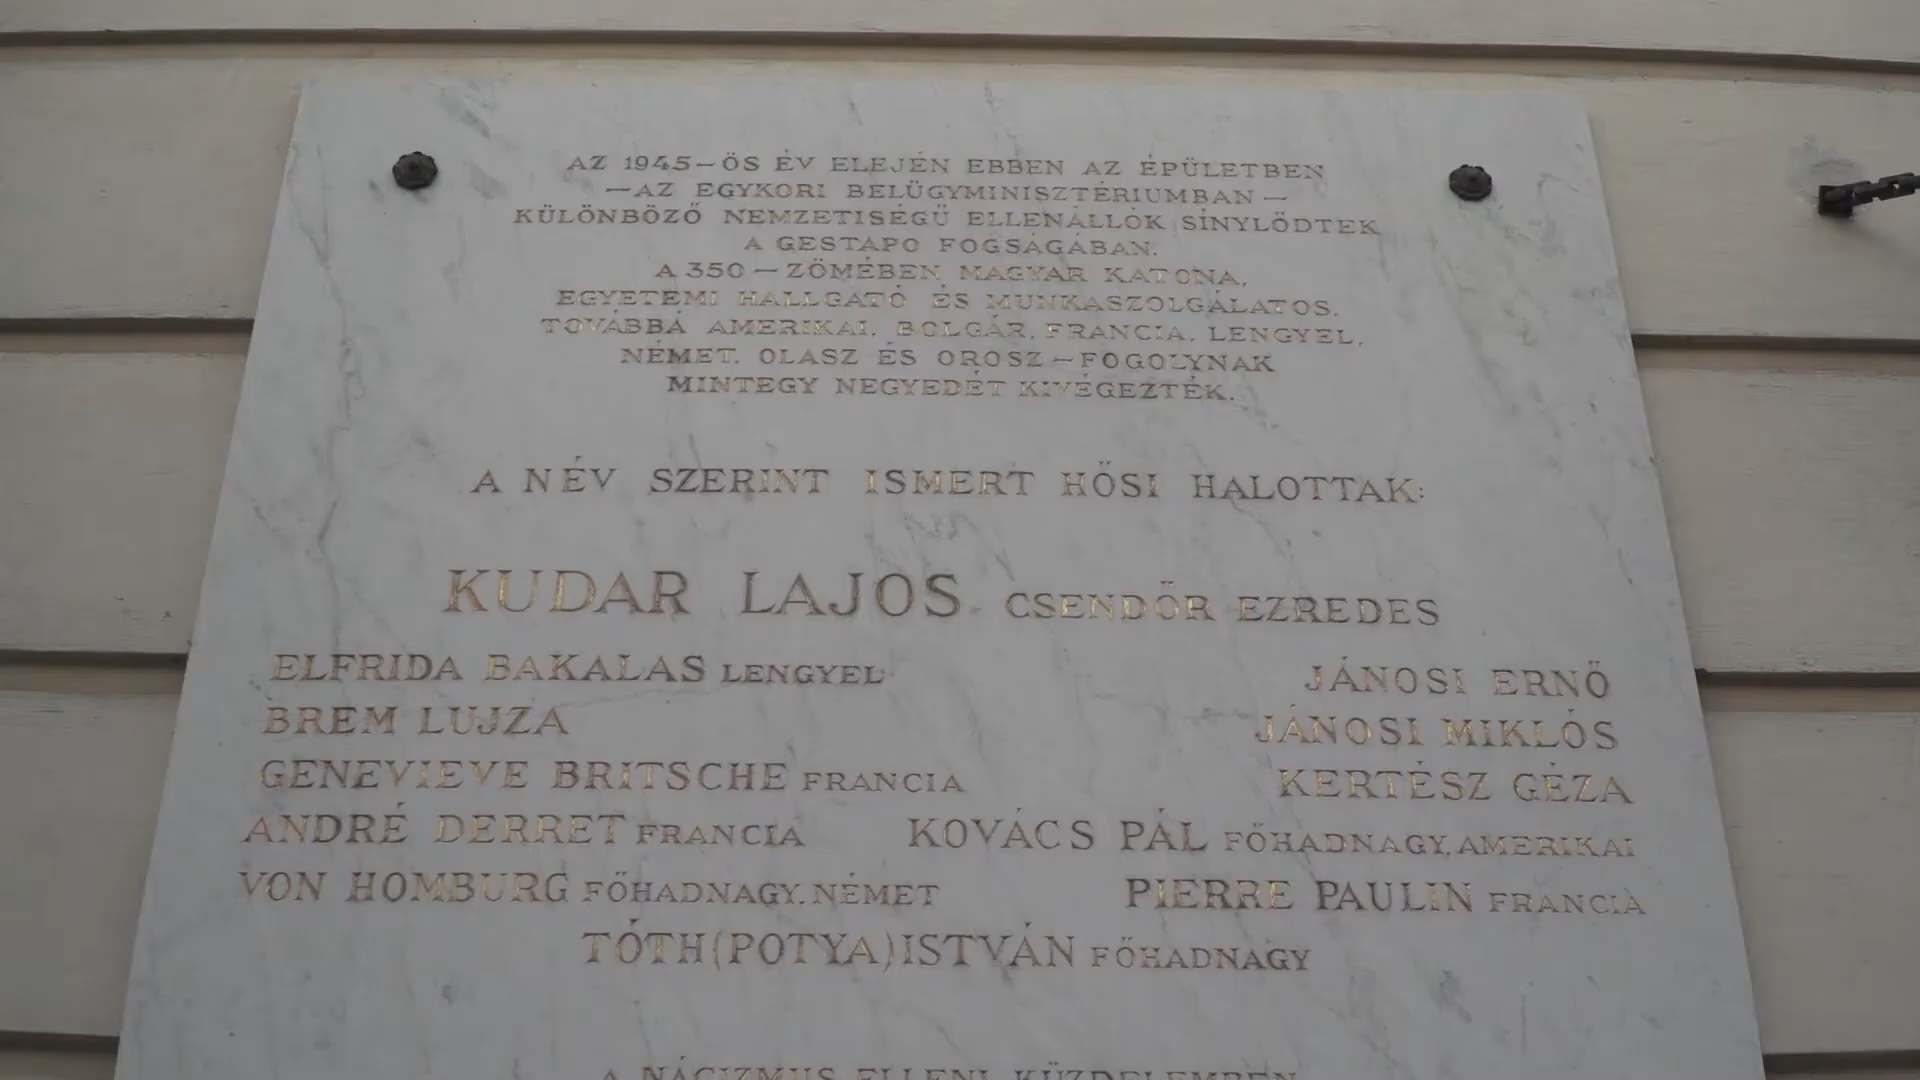 AZ 1945-ÖS ÉV ELEJÉN EBBEN AZ ÉPÜLETBEN
-AZ EGYKORI BELÜGYMINISZTÉRIUMBAN-
KÜLÖNBÖZŐ NEMZETISÉGŰ ELLENÁLLÓK SÍNYLŐDTEK
A GESTAPO FOGSÁGÁBAN.
A 350 - ZÖMÉBEN MAGYAR KATONA,
EGYETEMI HALLGATÓ ÉS MUNKASZOLGÁLATOS,
TOVÁBBÁ AMERIKAI, BOLGÁR, FRANCIA, LENGYEL,
NÉMET, OLASZ ÉS OROSZ - FOGOLYNAK
MINTEGY NEGYEDÉT KIVÉGEZTÉK.
A NÉV SZERINT ISMERT HŐSI HALOTTAK:
KUDAR LAJOS CSENDŐR EZREDES
ELFRIDA BAKALAS LENGYEL JÁNOSI ERNŐ
BREM LUJZA JÁNOSI MIKLÓS
GENEVIEVE BRITSCHE FRANCIA KERTÉSZ GÉZA
ANDRÉ DERRET FRANCIA KOVÁCS PÁL FŐHADNAGY, AMERIKAI
VON HOMBURG FŐHADNAGY, NÉMET PIERRE PAULIN FRANCIA
TÓTH (POTYA) ISTVÁN FŐHADNAGY
A NÁCIZMUS ELLENI KÜZDELEMBEN